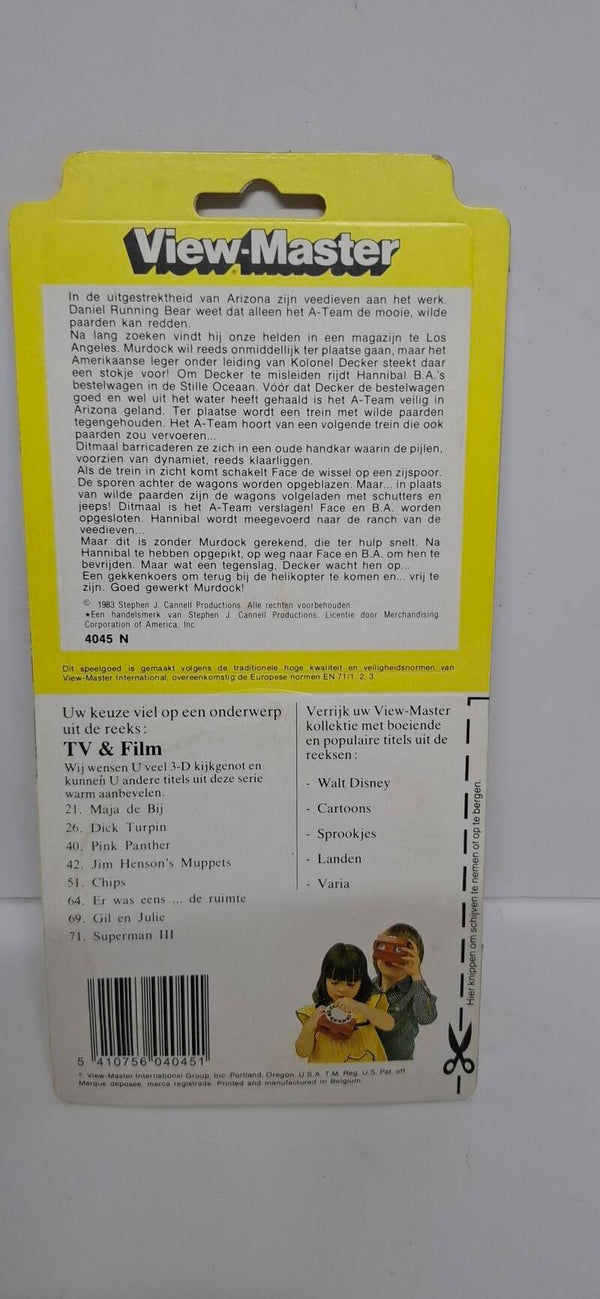 View-Master
In de uitgestrektheid van Arizona zijn veedieven aan het werk.
Daniel Running Bear weet dat alleen het A-Team de mooie, wilde
paarden kan redden.
Na lang zoeken vindt hij onze helden in een magazijn te Los
Angeles. Murdock wil reeds onmiddellijk ter plaatse gaan, maar het
Amerikaanse leger onder leiding van Kolonel Decker steekt daar
een stokje voor! Om Decker te misleiden rijdt Hannibal B.A.'s
bestelwagen in de Stille Oceaan. Vóór dat Decker de bestelwagen
goed en wel uit het water heeft gehaald is het A-Team veilig in
Arizona geland. Ter plaatse wordt een trein met wilde paarden
tegengehouden. Het A-Team hoort van een volgende trein die ook
paarden zou vervoeren...
Ditmaal barricaderen ze zich in een oude handkar waarin de pijlen,
voorzien van dynamiet, reeds klaarliggen.
Als de trein in zicht komt schakelt Face de wissel op een zijspoor.
De sporen achter de wagons worden opgeblazen. Maar... in plaats
van wilde paarden zijn de wagons volgeladen met schutters en
jeeps! Ditmaal is het A-Team verslagen! Face en B.A. worden
opgesloten. Hannibal wordt meegevoerd naar de ranch van de
veedieven...
Maar dit is zonder Murdock gerekend, die ter hulp snelt. Na
Hannibal te hebben opgepikt, op weg naar Face en B.A. om hen te
bevrijden. Maar wat een tegenslag, Decker wacht hen op...
Een gekkenkoers om terug bij de helikopter te komen en... vrij te
zijn. Goed gewerkt Murdock!
© 1983 Stephen J. Cannell Productions. Alle rechten voorbehouden.
★Een handelsmerk van Stephen J. Cannell Productions. Licentie door Merchandising
Corporation of America, Inc.
4045 N
Dit speelgoed is gemaakt volgens de traditionele hoge kwaliteit en veiligheidsnormen van
View-Master International, overeenkomstig de Europese normen EN 71/1, 2, 3.
Uw keuze viel op een onderwerp
uit de reeks :
TV & Film
Wij wensen U veel 3-D kijkgenot en
kunnen U andere titels uit deze serie
warm aanbevelen.
21. Maja de Bij
26. Dick Turpin
40. Pink Panther
42. Jim Henson's Muppets
51. Chips
64. Er was eens ... de ruimte
69. Gil en Julie
71. Superman III
Verrijk uw View-Master
kollektie met boeiende
en populaire titels uit de
reeksen :
- Walt Disney
- Cartoons
- Sprookjes
- Landen
- Varia
Hier knippen om schijven te nemen of op te bergen.
5 410756 040451
* View-Master International Group, Inc. Portland, Oregon, U.S.A. T.M. Reg. U.S. Pat. off.
Marque déposée, marca registrada. Printed and manufactured in Belgium.